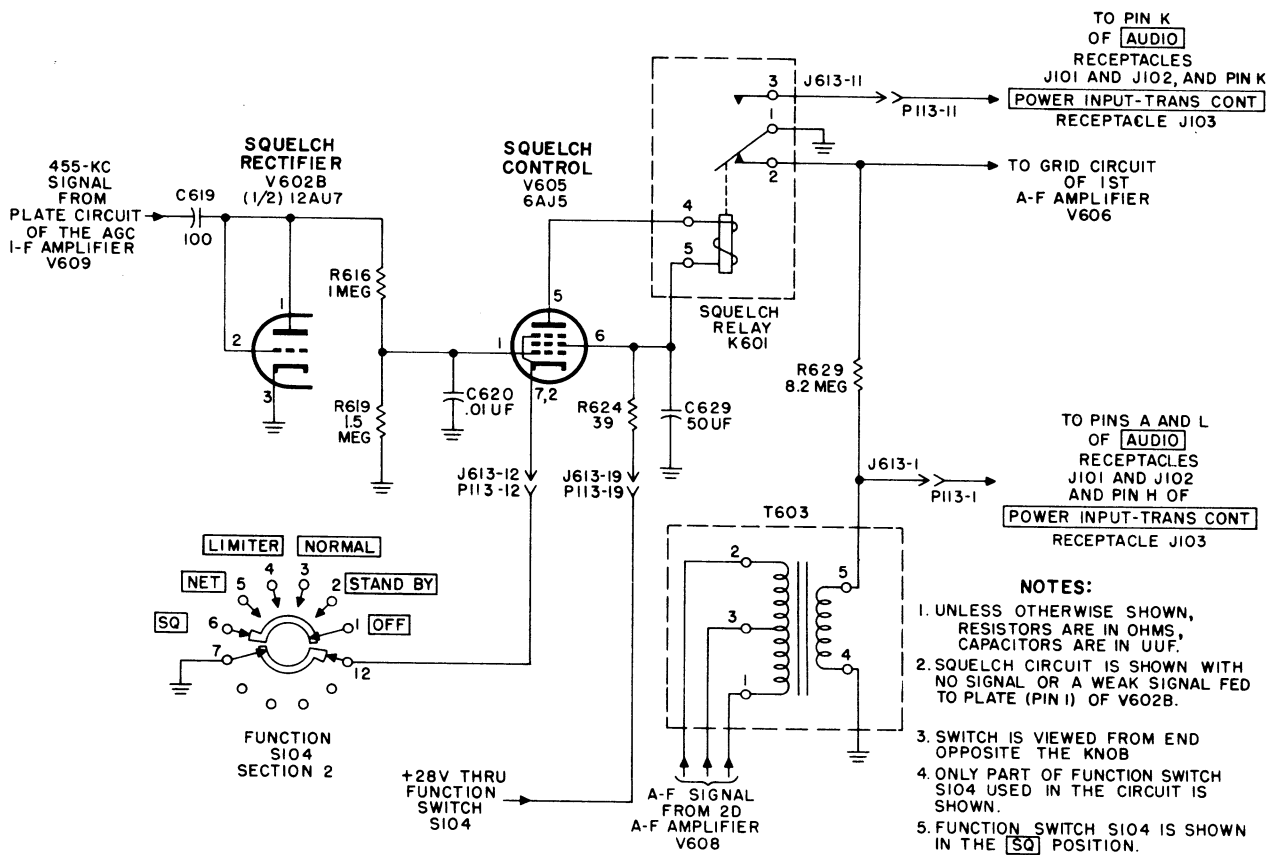 TO PIN K
OF AUDIO
RECEPTACLES
J101 AND J102, AND PIN K
POWER INPUT-TRANS CONT
RECEPTACLE J103
3
J613-11
P113-11
1
2
TO GRID CIRCUIT
OF 1ST
A-F AMPLIFIER
V606
4
5
SQUELCH
RELAY
K601
SQUELCH
RECTIFIER
V602B
(1/2) 12AU7
SQUELCH
CONTROL
V605
6AJ5
455-KC
SIGNAL
FROM
PLATE CIRCUIT
OF THE AGC
I-F AMPLIFIER
V609
C619
100
R616
1 MEG
1
2
3
5
1
6
7,2
R619
1.5
MEG
C620
.01 UF
R624
39
C629
50 UF
R629
8.2 MEG
J613-12
P113-12
J613-19
P113-19
TO PINS A AND L
OF AUDIO
RECEPTACLES
J101 AND J102
AND PIN H OF
POWER INPUT-TRANS CONT
RECEPTACLE J103
J613-1
P113-1
T603
2
3
1
5
4
LIMITER
NORMAL
NET
STAND BY
SQ
OFF
4
3
5
2
6
1
7
12
FUNCTION
S104
SECTION 2
+28V THRU
FUNCTION
SWITCH
S104
A-F SIGNAL
FROM 2D
A-F AMPLIFIER
V608
NOTES:
1. UNLESS OTHERWISE SHOWN,
RESISTORS ARE IN OHMS,
CAPACITORS ARE IN UUF.
2. SQUELCH CIRCUIT IS SHOWN WITH
NO SIGNAL OR A WEAK SIGNAL FED
TO PLATE (PIN 1) OF V602B.
3. SWITCH IS VIEWED FROM END
OPPOSITE THE KNOB
4. ONLY PART OF FUNCTION SWITCH
S104 USED IN THE CIRCUIT IS
SHOWN.
5. FUNCTION SWITCH S104 IS SHOWN
IN THE SQ POSITION.